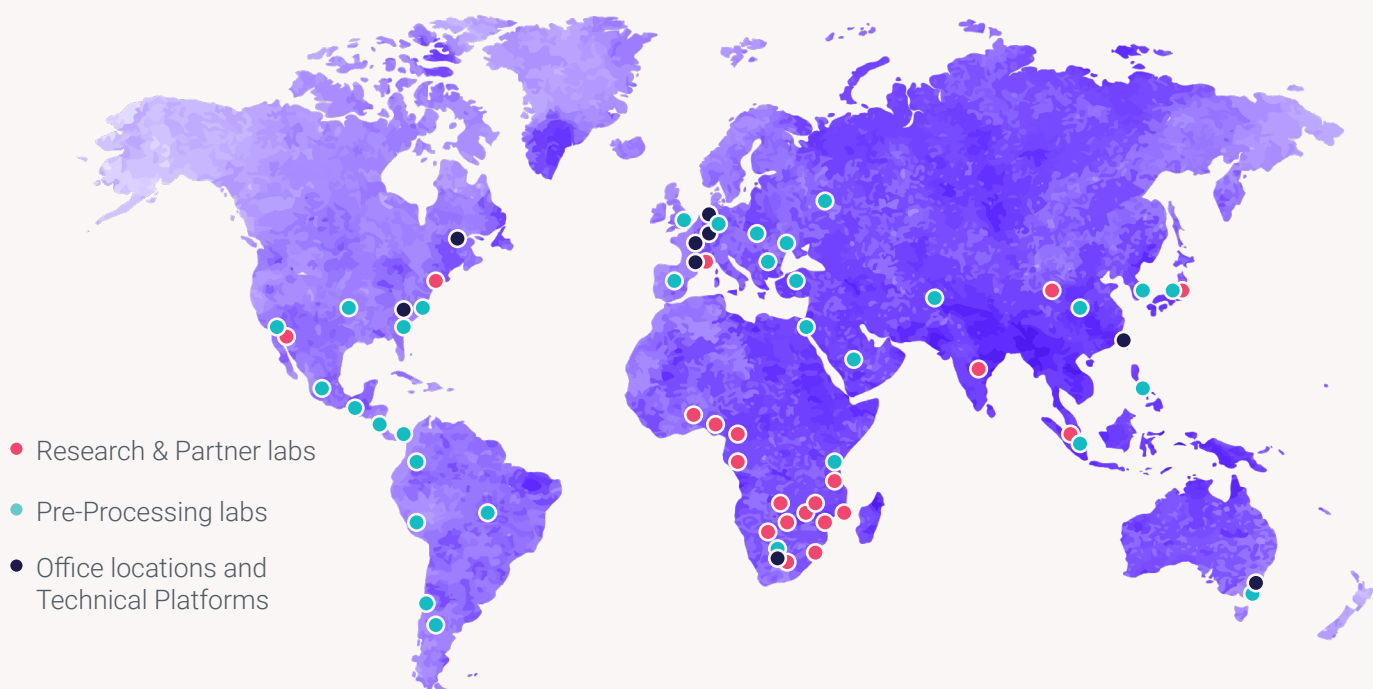 Research & Partner labs
Pre-Processing labs
Office locations and
Technical Platforms